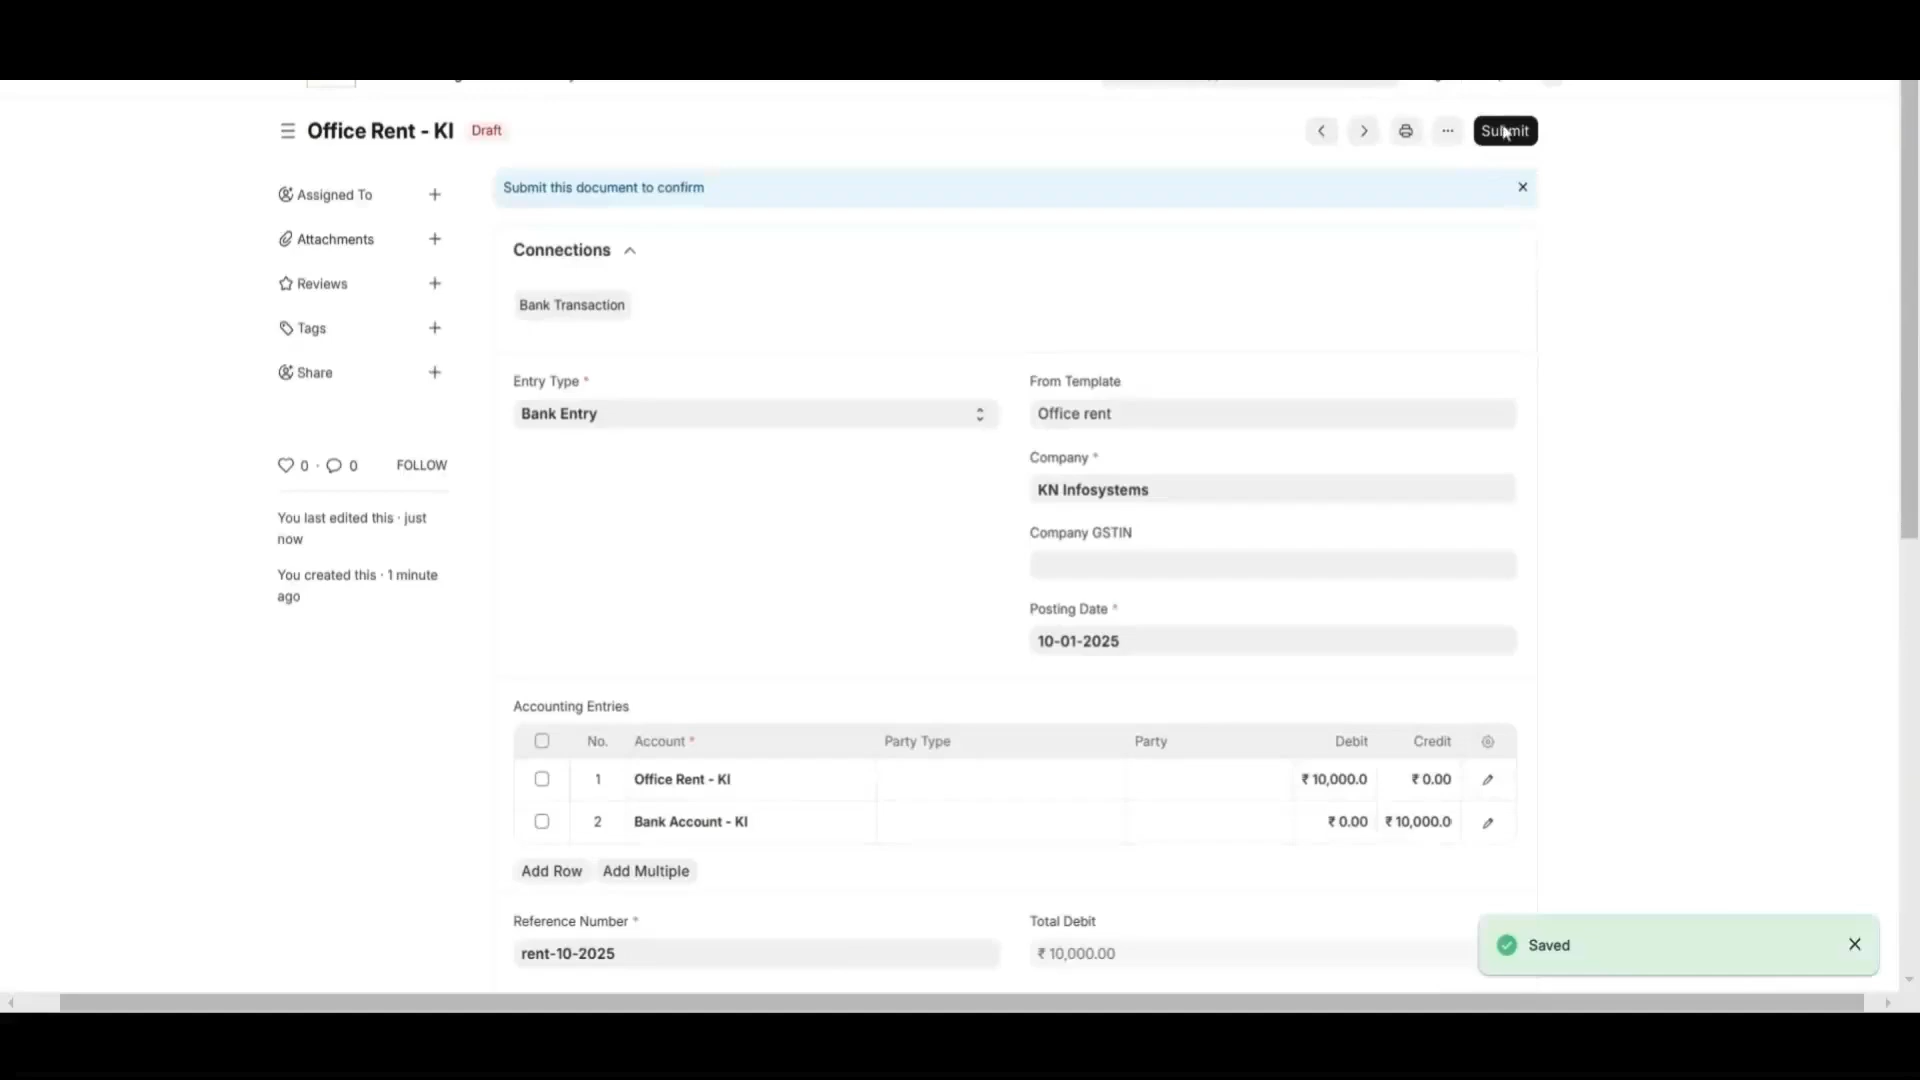 Office Rent - KI Draft
Submit
Assigned To
Attachments
Reviews
Tags
Share
0 · 0 FOLLOW
You last edited this · just
now
You created this · 1 minute
ago
Submit this document to confirm
Connections
Bank Transaction
Entry Type *
Bank Entry
From Template
Office rent
Company *
KN Infosystems
Company GSTIN
Posting Date *
10-01-2025
Accounting Entries
No. Account * Party Type Party Debit Credit
1 Office Rent - KI ₹ 10,000.0 ₹ 0.00
2 Bank Account - KI ₹ 0.00 ₹ 10,000.0
Add Row Add Multiple
Reference Number *
rent-10-2025
Total Debit
₹ 10,000.00
Saved